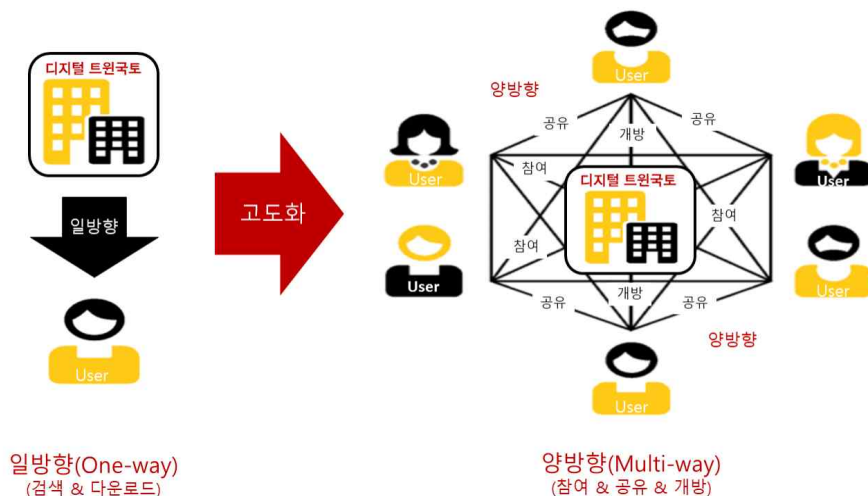 디지털 트윈국토
일방향
User
일방향(One-way)
(검색 & 다운로드)
고도화
User
양방향
공유
개방
공유
User
참여
User
디지털 트윈국토
참여
참여
User
User
공유
개방
공유
양방향
User
양방향(Multi-way)
(참여 & 공유 & 개방)